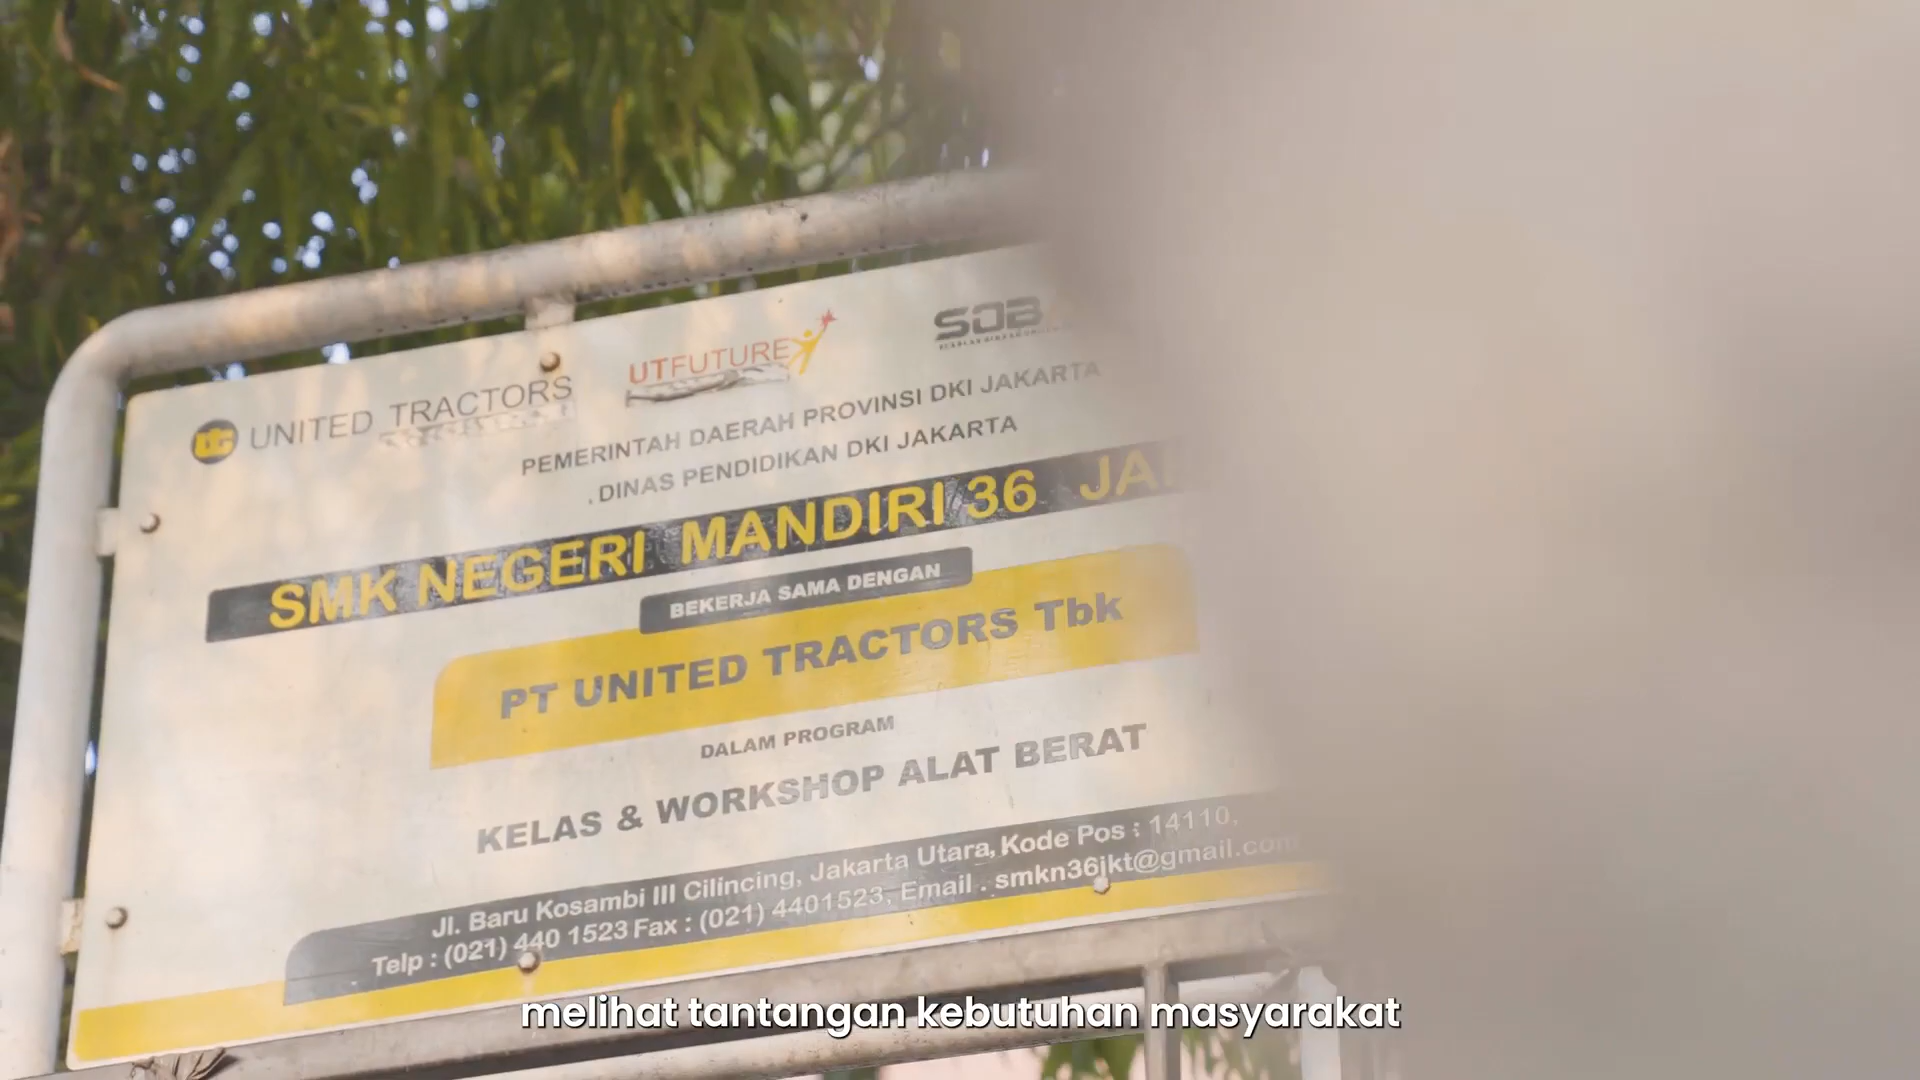 UNITED TRACTORS
UTFUTURE
SOB
PEMERINTAH DAERAH PROVINSI DKI JAKARTA
. DINAS PENDIDIKAN DKI JAKARTA
SMK NEGERI MANDIRI 36 JA
BEKERJA SAMA DENGAN
PT UNITED TRACTORS Tbk
DALAM PROGRAM
KELAS & WORKSHOP ALAT BERAT
Jl. Baru Kosambi III Cilincing, Jakarta Utara, Kode Pos : 14110,
Telp : (021) 440 1523 Fax : (021) 4401523, Email . smkn36jkt@gmail.com
melihat tantangan kebutuhan masyarakat